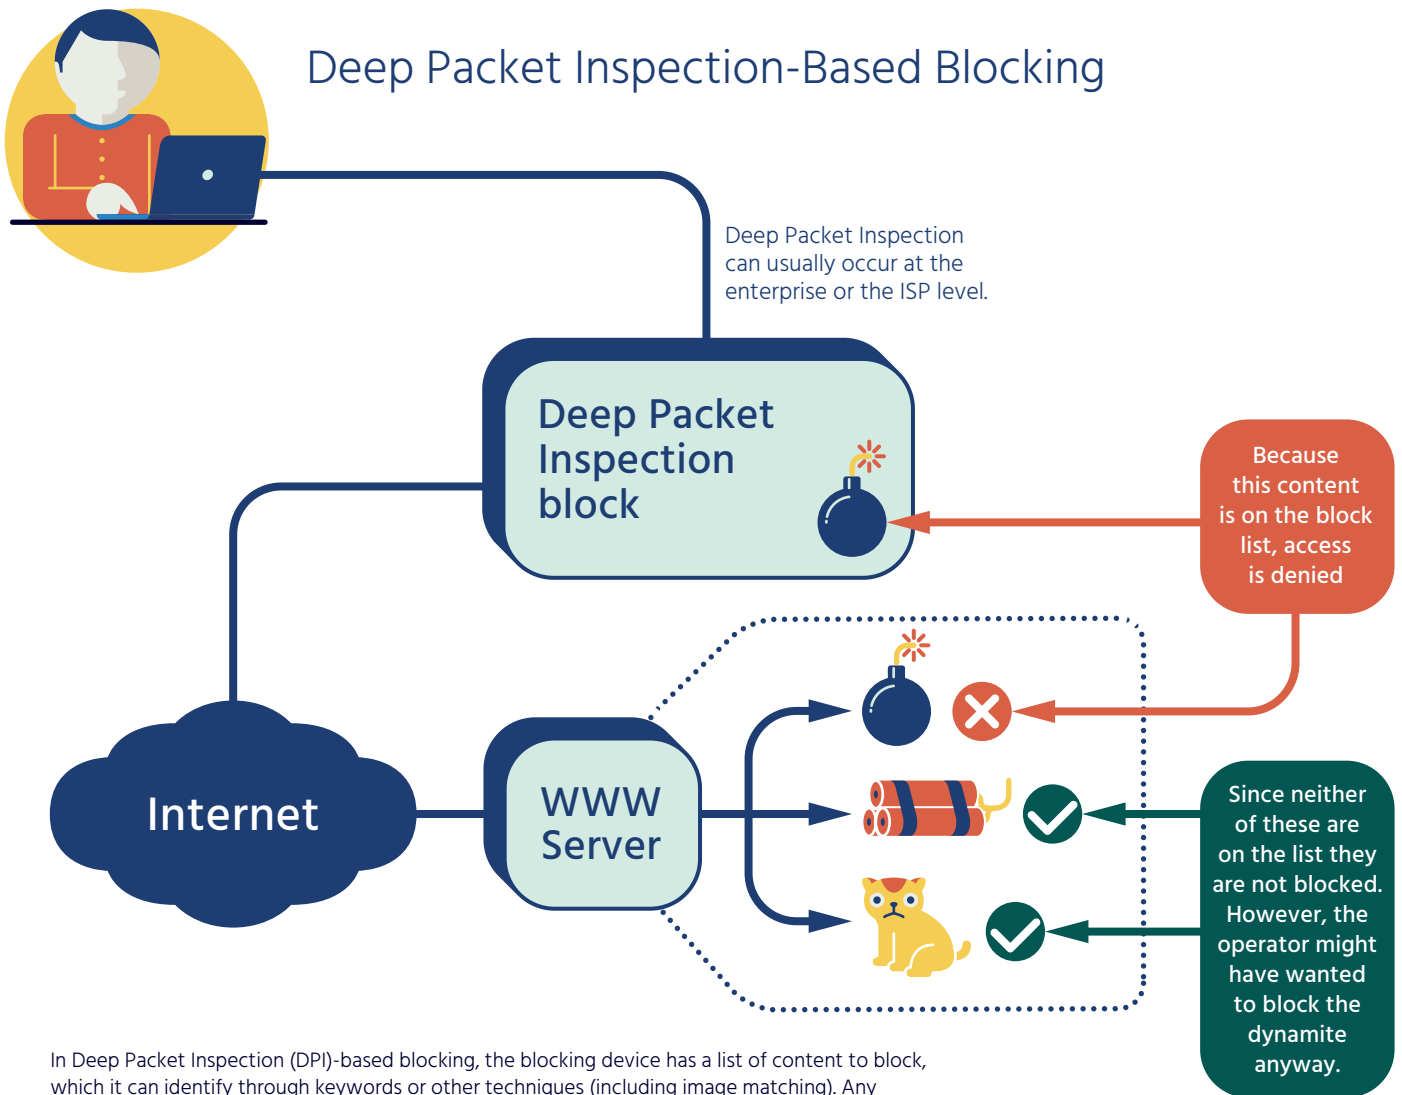 Deep Packet Inspection-Based Blocking
Deep Packet Inspection
can usually occur at the
enterprise or the ISP level.
Deep Packet
Inspection
block
Because
this content
is on the block
list, access
is denied
Internet
WWW
Server
Since neither
of these are
on the list they
are not blocked.
However, the
operator might
have wanted
to block the
dynamite
anyway.
In Deep Packet Inspection (DPI)-based blocking, the blocking device has a list of content to block,
which it can identify through keywords or other techniques (including image matching). Any